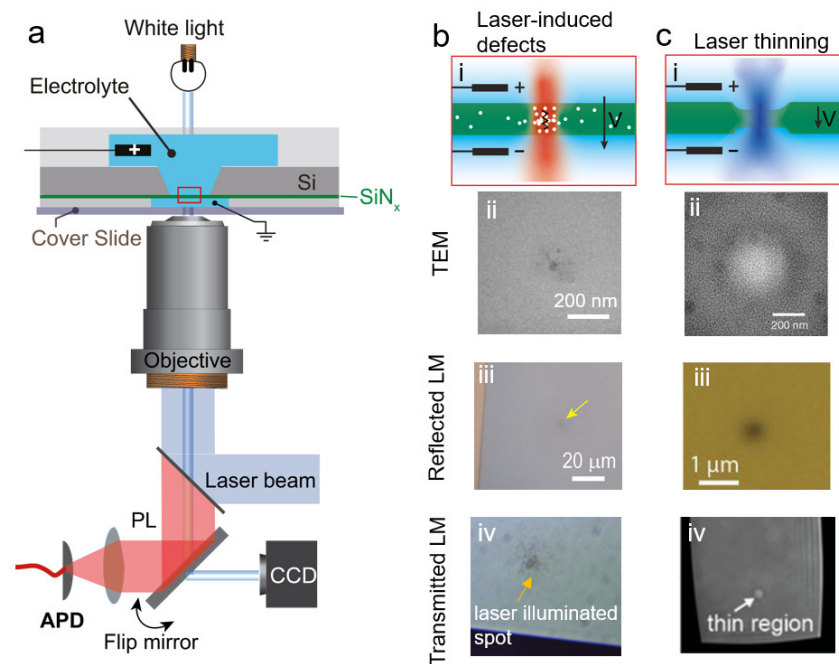 a
White light
Electrolyte
+
Si
SiNx
Cover Slide
Objective
Laser beam
PL
APD
Flip mirror
CCD
b
Laser-induced
defects
i
+
V
−
TEM
ii
200 nm
Reflected LM
iii
20 μm
Transmitted LM
iv
laser illuminated
spot
c
Laser thinning
i
+
V
−
ii
200 nm
iii
1 μm
iv
thin region